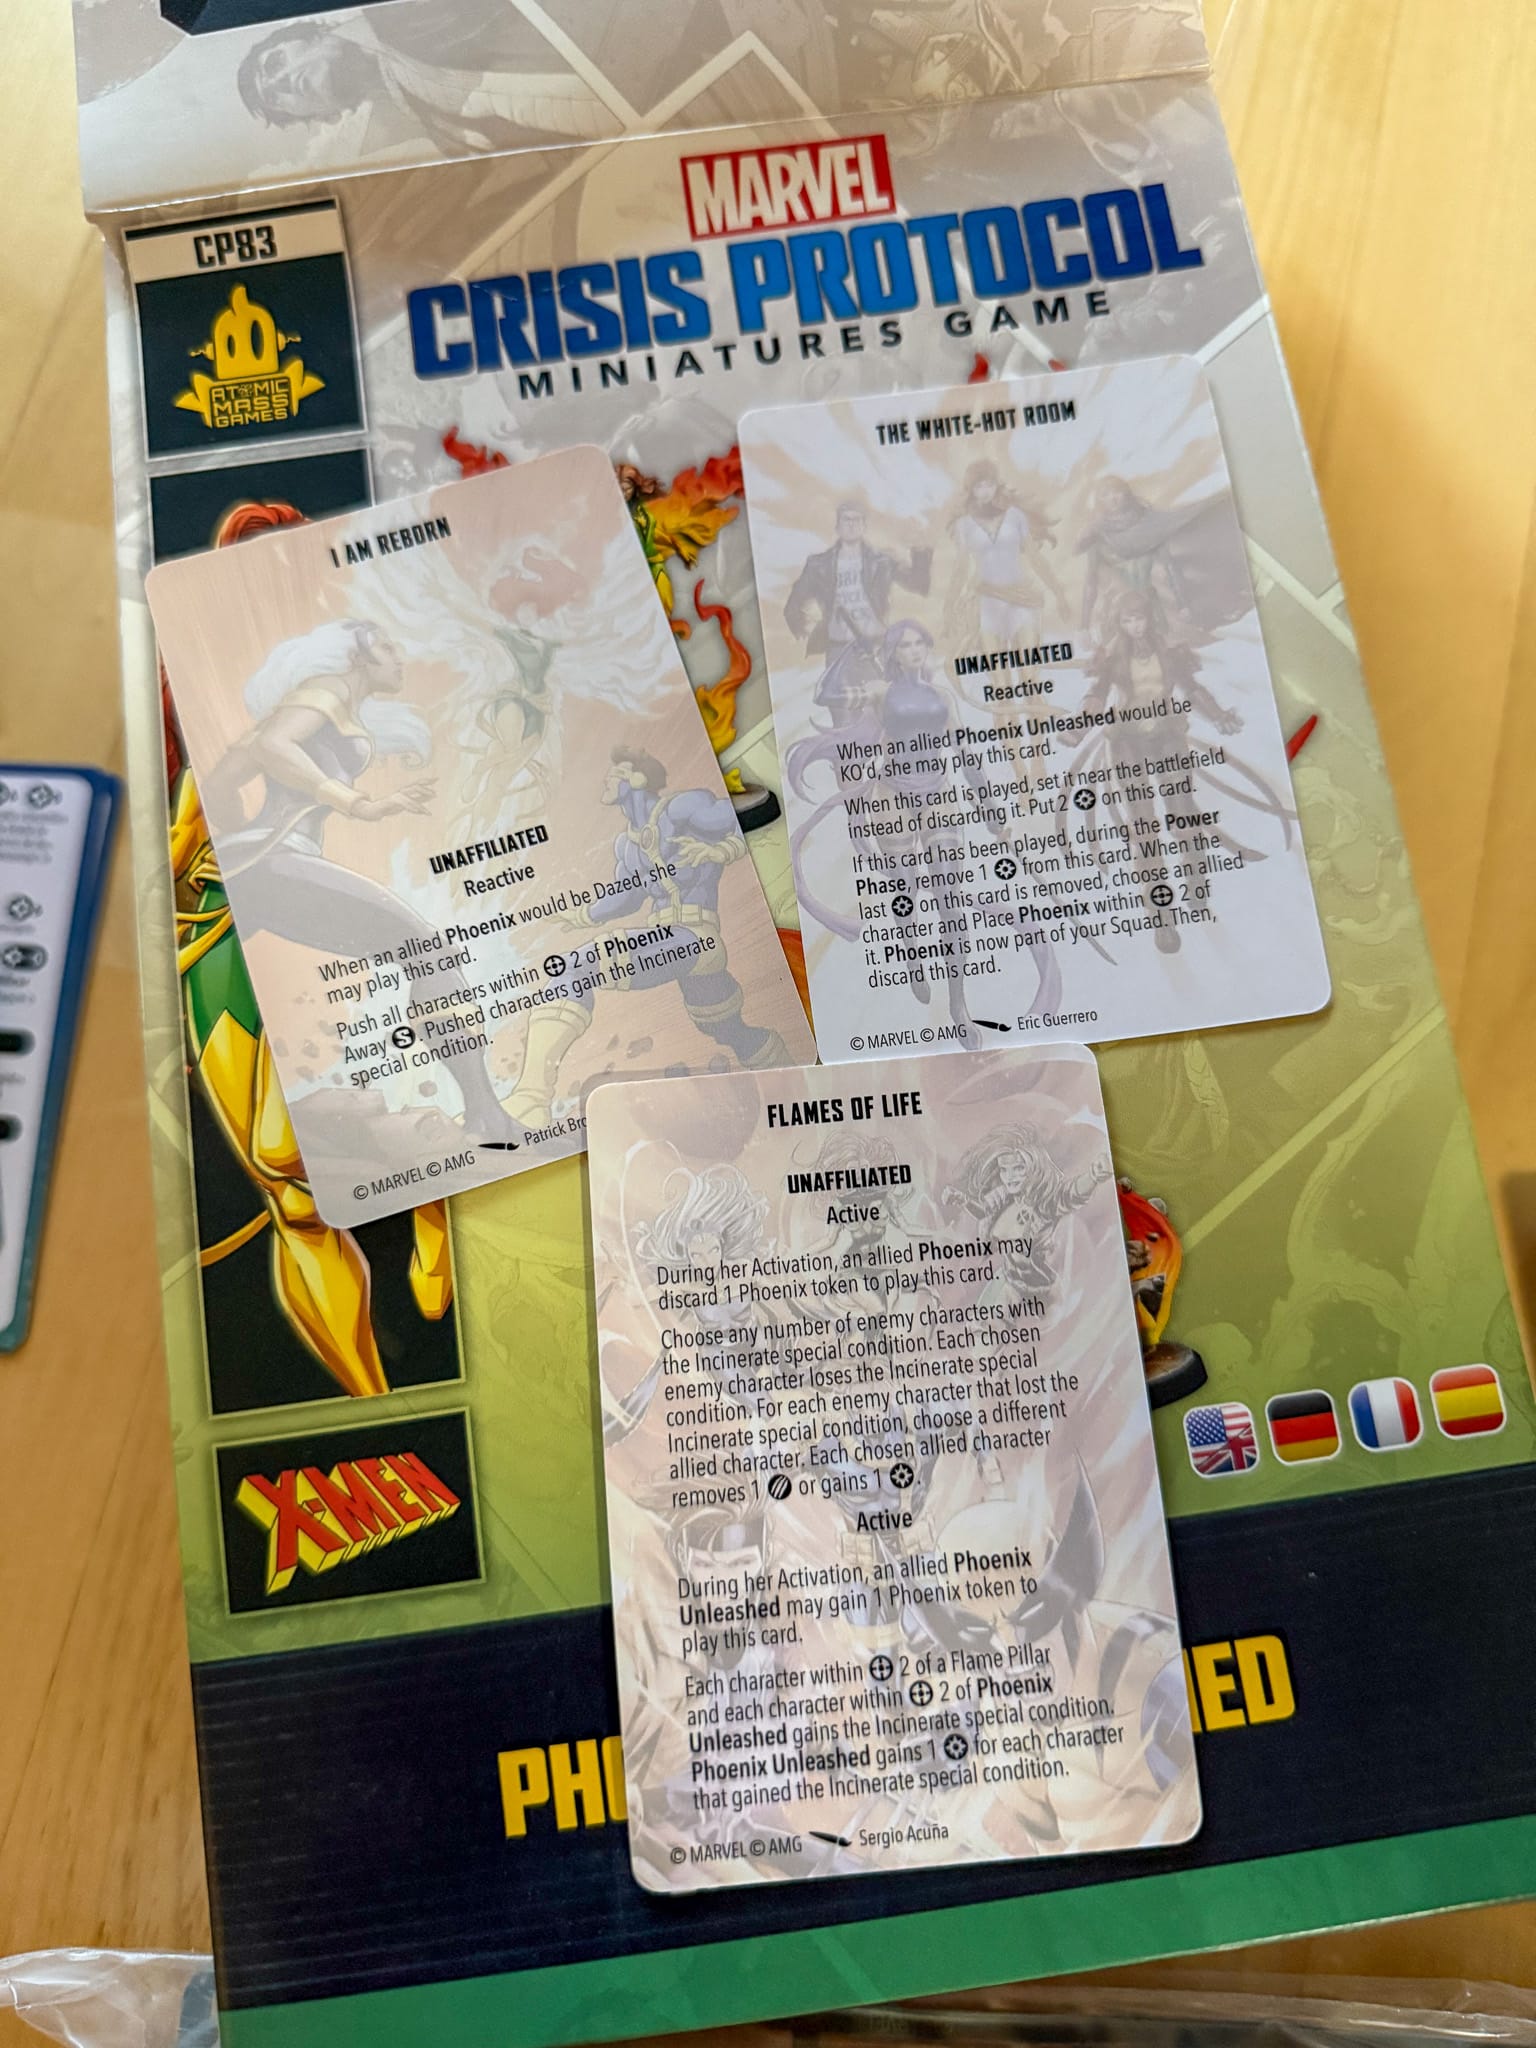 MARVEL
CRISIS PROTOCOL
MINIATURES GAME
CP83
ATOMIC
MASS
GAMES
I AM REBORN
UNAFFILIATED
Reactive
When an allied Phoenix would be Dazed, she
may play this card.
Push all characters within 2 of Phoenix
Away S. Pushed characters gain the Incinerate
special condition.
© MARVEL © AMG Patrick
THE WHITE-HOT ROOM
UNAFFILIATED
Reactive
When an allied Phoenix Unleashed would be
KO'd, she may play this card.
When this card is played, set it near the battlefield
instead of discarding it. Put 2 on this card.
If this card has been played, during the Power
Phase, remove 1 from this card. When the
last on this card is removed, choose an allied
character and Place Phoenix within 2 of
it. Phoenix is now part of your Squad. Then,
discard this card.
© MARVEL © AMG Eric Guerrero
FLAMES OF LIFE
UNAFFILIATED
Active
During her Activation, an allied Phoenix may
discard 1 Phoenix token to play this card.
Choose any number of enemy characters with
the Incinerate special condition. Each chosen
enemy character loses the Incinerate special
condition. For each enemy character that lost the
Incinerate special condition, choose a different
allied character. Each chosen allied character
removes 1 or gains 1 .
Active
During her Activation, an allied Phoenix
Unleashed may gain 1 Phoenix token to
play this card.
Each character within 2 of a Flame Pillar
and each character within 2 of Phoenix
Unleashed gains the Incinerate special condition.
Phoenix Unleashed gains 1 for each character
that gained the Incinerate special condition.
© MARVEL © AMG Sergio Acuña
X-MEN